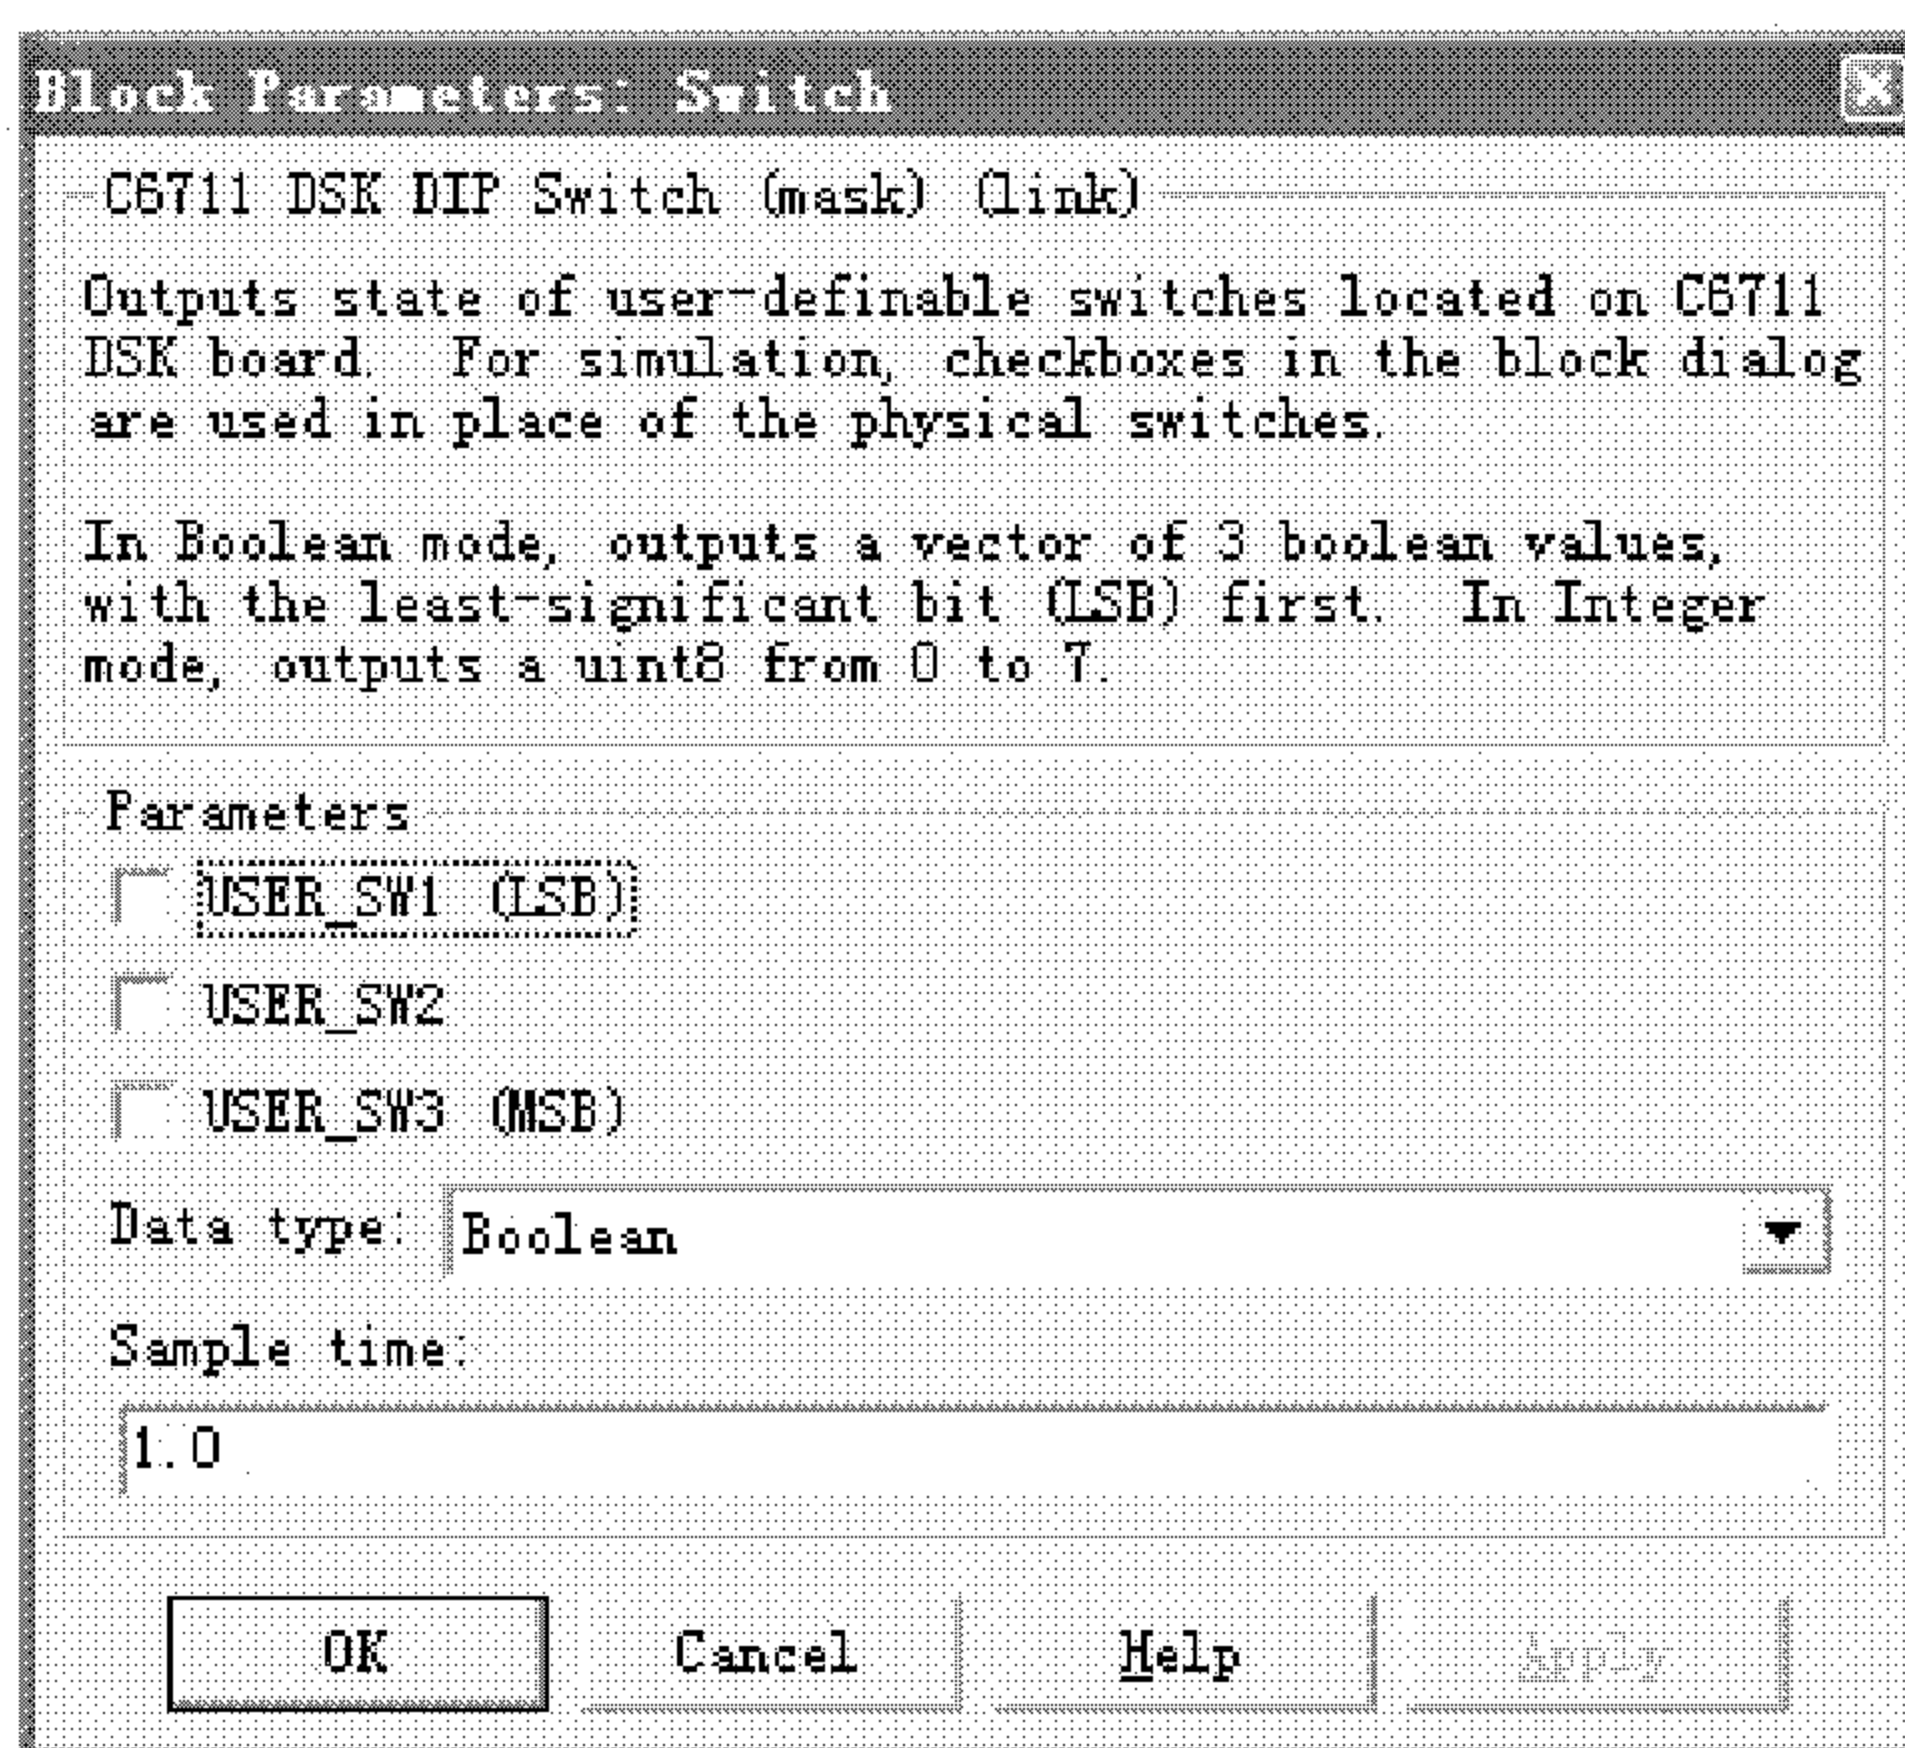 Block Parameters: Switch
C6711 DSK DIP Switch (mask) (link)
Outputs state of user-definable switches located on C6711
DSK board. For simulation, checkboxes in the block dialog
are used in place of the physical switches.
In Boolean mode, outputs a vector of 3 boolean values,
with the least-significant bit (LSB) first. In Integer
mode, outputs a uint8 from 0 to 7.
Parameters
USER_SW1 (LSB)
USER_SW2
USER_SW3 (MSB)
Data type: Boolean
Sample time:
1.0
OK Cancel Help Apply